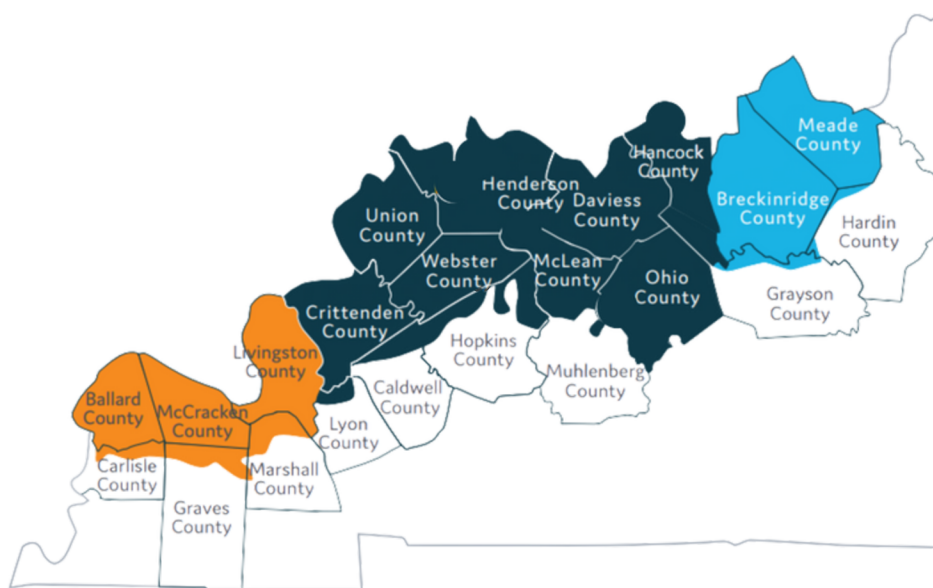 Meade
County
Hancock
County
Breckinridge
County
Henderson
County
Daviess
County
Union
County
Hardin
County
Webster
County
McLean
County
Ohio
County
Grayson
County
Crittenden
County
Livingston
County
Hopkins
County
Muhlenberg
County
Caldwell
County
Ballard
County
McCracken
County
Lyon
County
Carlisle
County
Marshall
County
Graves
County